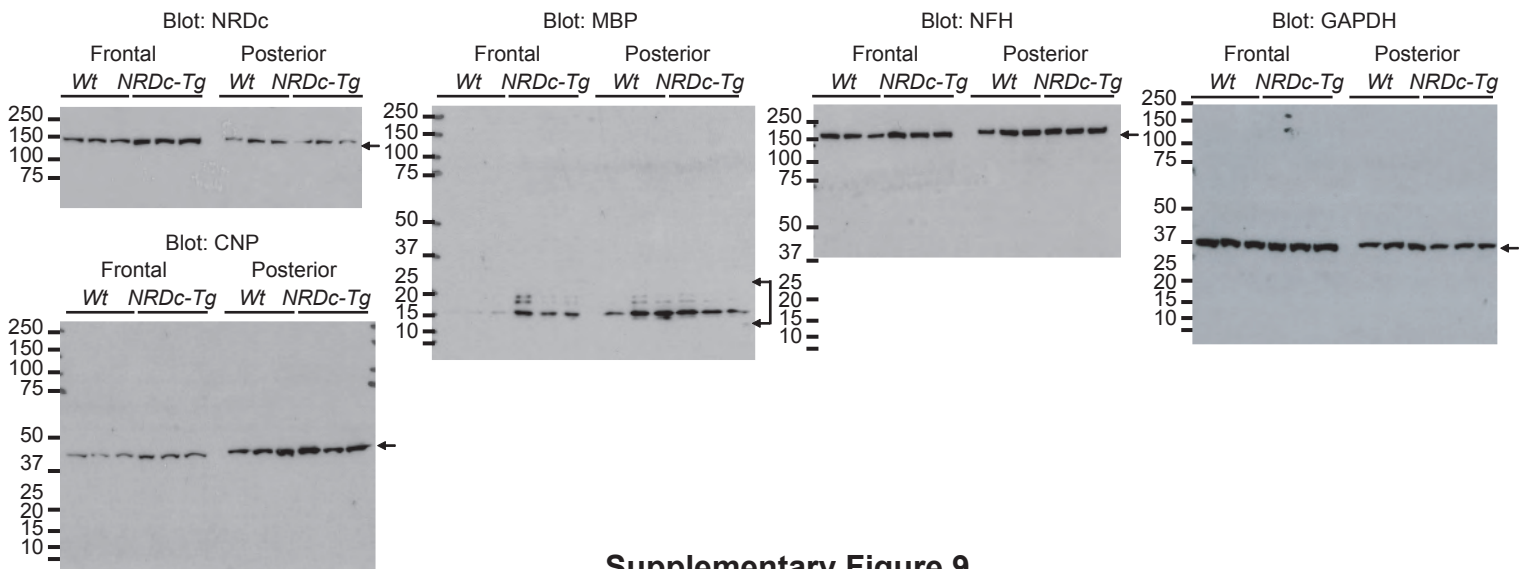 Blot: NRDc
Frontal Posterior
Wt NRDc-Tg Wt NRDc-Tg
250
150
100
75
Blot: CNP
Frontal Posterior
Wt NRDc-Tg Wt NRDc-Tg
250
150
100
75
50
37
25
20
15
10
Blot: MBP
Frontal Posterior
Wt NRDc-Tg Wt NRDc-Tg
250
150
100
75
50
37
25
20
15
10
Blot: NFH
Frontal Posterior
Wt NRDc-Tg Wt NRDc-Tg
250
150
100
75
50
37
25
20
15
10
Blot: GAPDH
Frontal Posterior
Wt NRDc-Tg Wt NRDc-Tg
250
150
100
75
50
37
25
20
15
10
Supplementary Figure 9